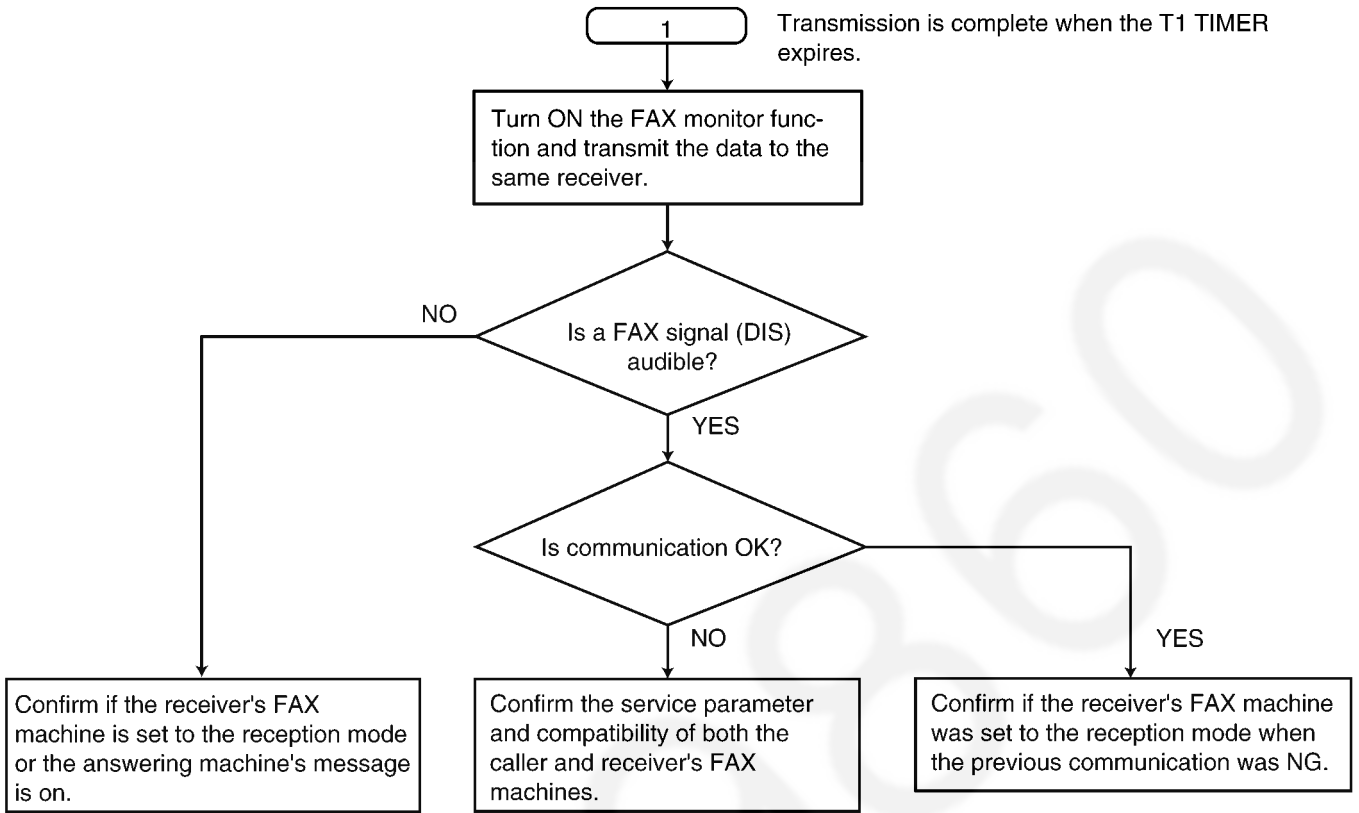 1
Transmission is complete when the T1 TIMER
expires.
Turn ON the FAX monitor func-
tion and transmit the data to the
same receiver.
Is a FAX signal (DIS)
audible?
NO
YES
Is communication OK?
NO
YES
Confirm if the receiver's FAX
machine is set to the reception mode
or the answering machine's message
is on.
Confirm the service parameter
and compatibility of both the
caller and receiver's FAX
machines.
Confirm if the receiver's FAX machine
was set to the reception mode when
the previous communication was NG.